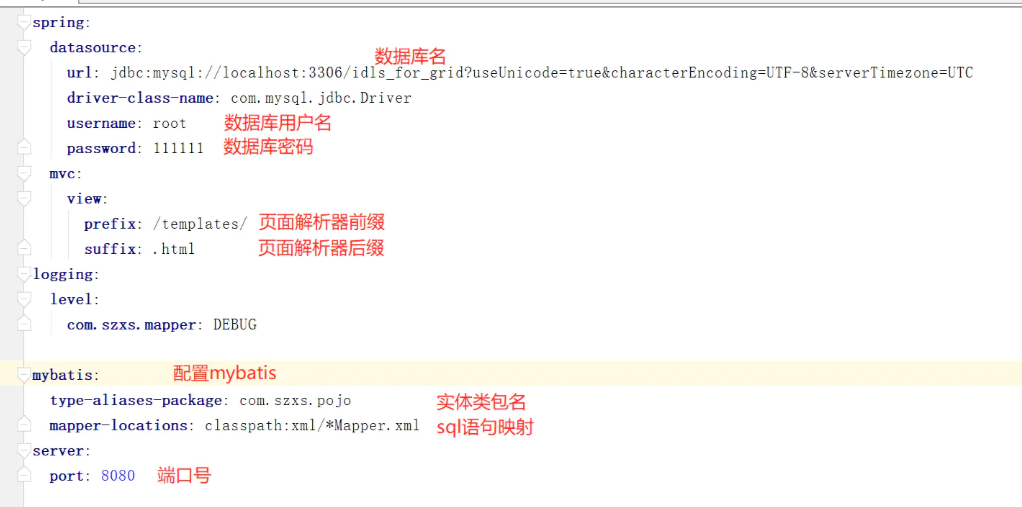 spring:
datasource:
数据库名
url: jdbc:mysql://localhost:3306/idls_for_grid?useUnicode=true&characterEncoding=UTF-8&serverTimezone=UTC
driver-class-name: com.mysql.jdbc.Driver
username: root 数据库用户名
password: 111111 数据库密码
mvc:
view:
prefix: /templates/ 页面解析器前缀
suffix: .html 页面解析器后缀
logging:
level:
com.szxs.mapper: DEBUG
mybatis: 配置mybatis
type-aliases-package: com.szxs.pojo 实体类包名
mapper-locations: classpath:xml/*Mapper.xml sql语句映射
server:
port: 8080 端口号